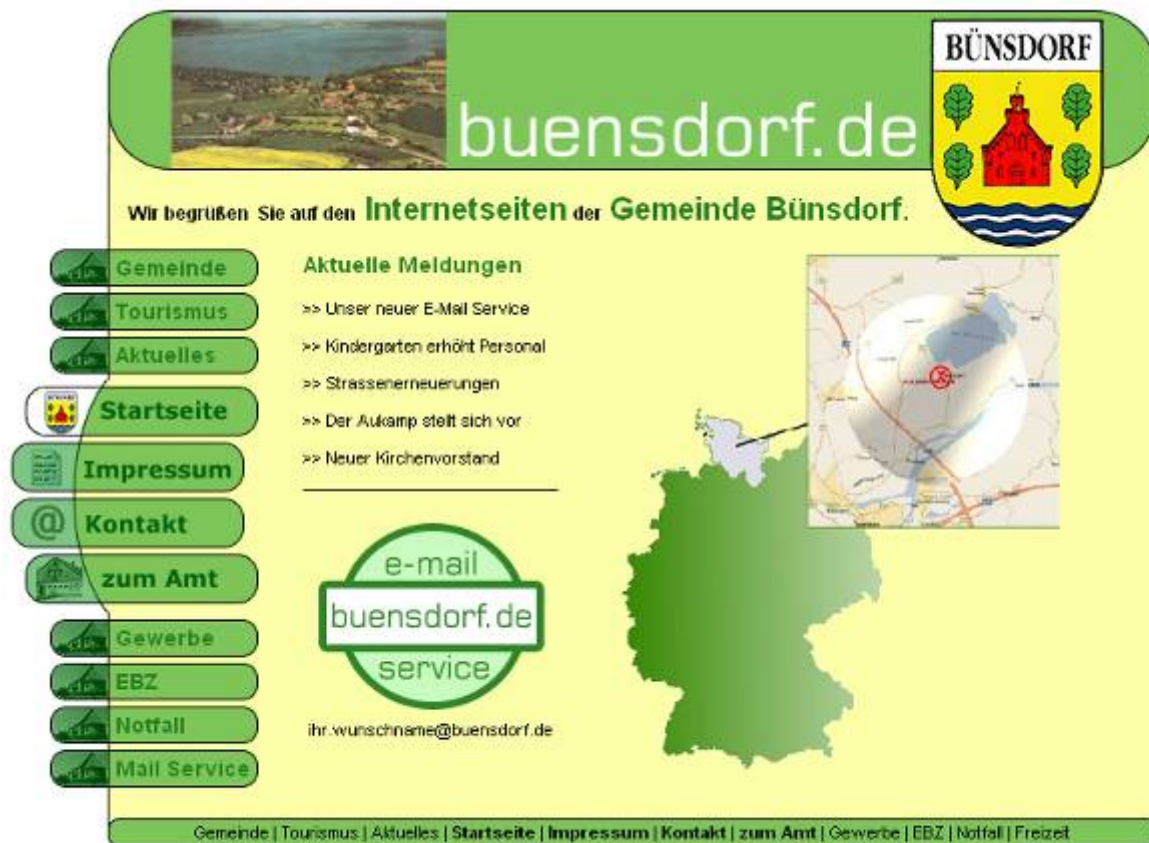 BÜNSDORF
buensdorf.de
Wir begrüßen Sie auf den Internetseiten der Gemeinde Bünsdorf.
Gemeinde
Tourismus
Aktuelles
Startseite
Impressum
@ Kontakt
zum Amt
Gewerbe
EBZ
Notfall
Mail Service
Aktuelle Meldungen
>> Unser neuer E-Mail Service
>> Kindergarten erhöht Personal
>> Strassenerneuerungen
>> Der Aukamp stellt sich vor
>> Neuer Kirchenvorstand
e-mail
buensdorf.de
service
ihr.wunschname@buensdorf.de
Gemeinde | Tourismus | Aktuelles | Startseite | Impressum | Kontakt | zum Amt | Gewerbe | EBZ | Notfall | Freizeit